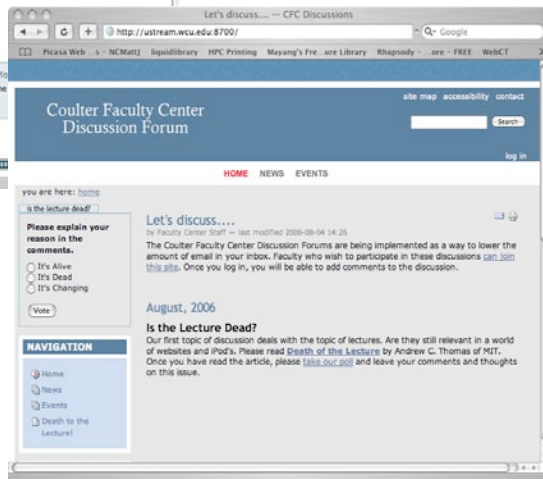 Let's discuss.... — CFC Discussions
http://ustream.wcu.edu:8700/
Google
Picasa Web ...s - NCMattJ liquidlibrary HPC Printing Mayang's Fre...ure Library Rhapsody - ...ore - FREE WebCT
Coulter Faculty Center
Discussion Forum
site map accessibility contact
Search
log in
HOME NEWS EVENTS
you are here: home
is the lecture dead?
Please explain your
reason in the
comments.
It's Alive
It's Dead
It's Changing
Vote
NAVIGATION
Home
News
Events
Death to the
Lecture!
Let's discuss....
by Faculty Center Staff — last modified 2006-08-04 14:26
The Coulter Faculty Center Discussion Forums are being implemented as a way to lower the
amount of email in your inbox. Faculty who wish to participate in these discussions can join
this site. Once you log in, you will be able to add comments to the discussion.
August, 2006
Is the Lecture Dead?
Our first topic of discussion deals with the topic of lectures. Are they still relevant in a world
of websites and iPod's. Please read Death of the Lecture by Andrew C. Thomas of MIT.
Once you have read the article, please take our poll and leave your comments and thoughts
on this issue.